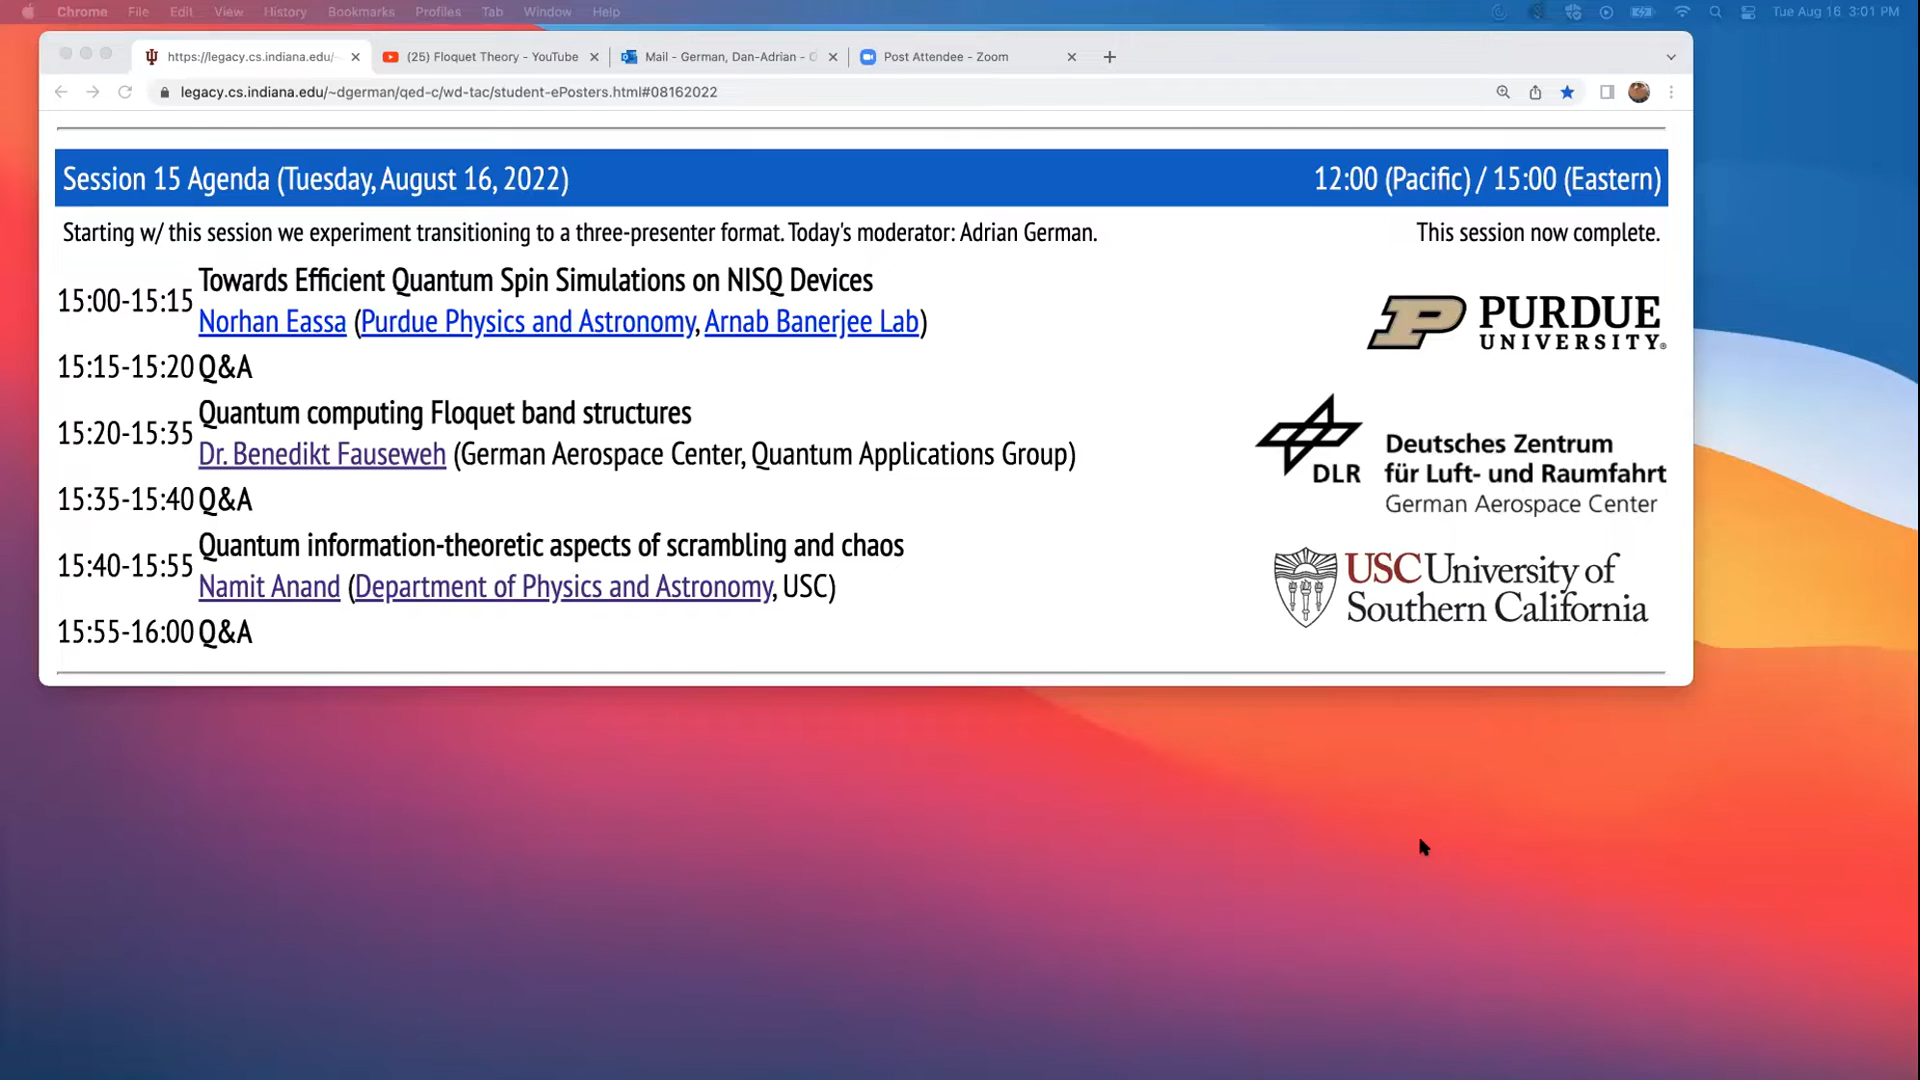 Chrome File Edit View History Bookmarks Profiles Tab Window Help Tue Aug 16 3:01 PM
https://legacy.cs.indiana.edu/~ (25) Floquet Theory - YouTube Mail - German, Dan-Adrian - O Post Attendee - Zoom
legacy.cs.indiana.edu/~dgerman/qed-c/wd-tac/student-ePosters.html#08162022
Session 15 Agenda (Tuesday, August 16, 2022) 12:00 (Pacific) / 15:00 (Eastern)
Starting w/ this session we experiment transitioning to a three-presenter format. Today's moderator: Adrian German. This session now complete.
15:00-15:15 Towards Efficient Quantum Spin Simulations on NISQ Devices
Norhan Eassa (Purdue Physics and Astronomy, Arnab Banerjee Lab)
PURDUE
UNIVERSITY®
15:15-15:20 Q&A
15:20-15:35 Quantum computing Floquet band structures
Dr. Benedikt Fauseweh (German Aerospace Center, Quantum Applications Group)
DLR
Deutsches Zentrum
für Luft- und Raumfahrt
German Aerospace Center
15:35-15:40 Q&A
15:40-15:55 Quantum information-theoretic aspects of scrambling and chaos
Namit Anand (Department of Physics and Astronomy, USC)
USC University of
Southern California
15:55-16:00 Q&A